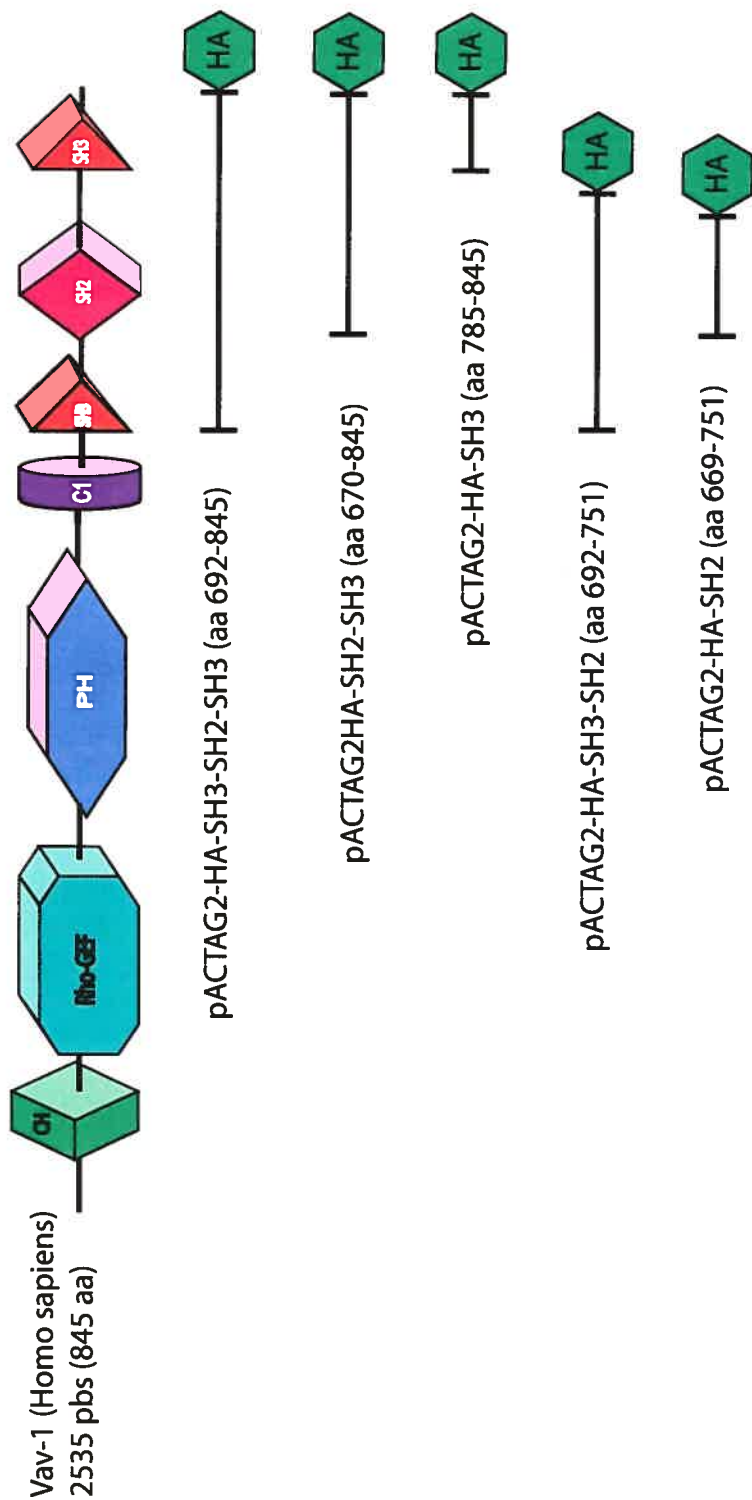 Vav-1 (Homo sapiens)
2535 pbs (845 aa)
CH
Rho-GEF
PH
C1
SH3
SH2
SH3
pACTAG2-HA-SH3-SH2-SH3 (aa 692-845)
HA
pACTAG2HA-SH2-SH3 (aa 670-845)
HA
pACTAG2-HA-SH3 (aa 785-845)
HA
pACTAG2-HA-SH3-SH2 (aa 692-751)
HA
pACTAG2-HA-SH2 (aa 669-751)
HA